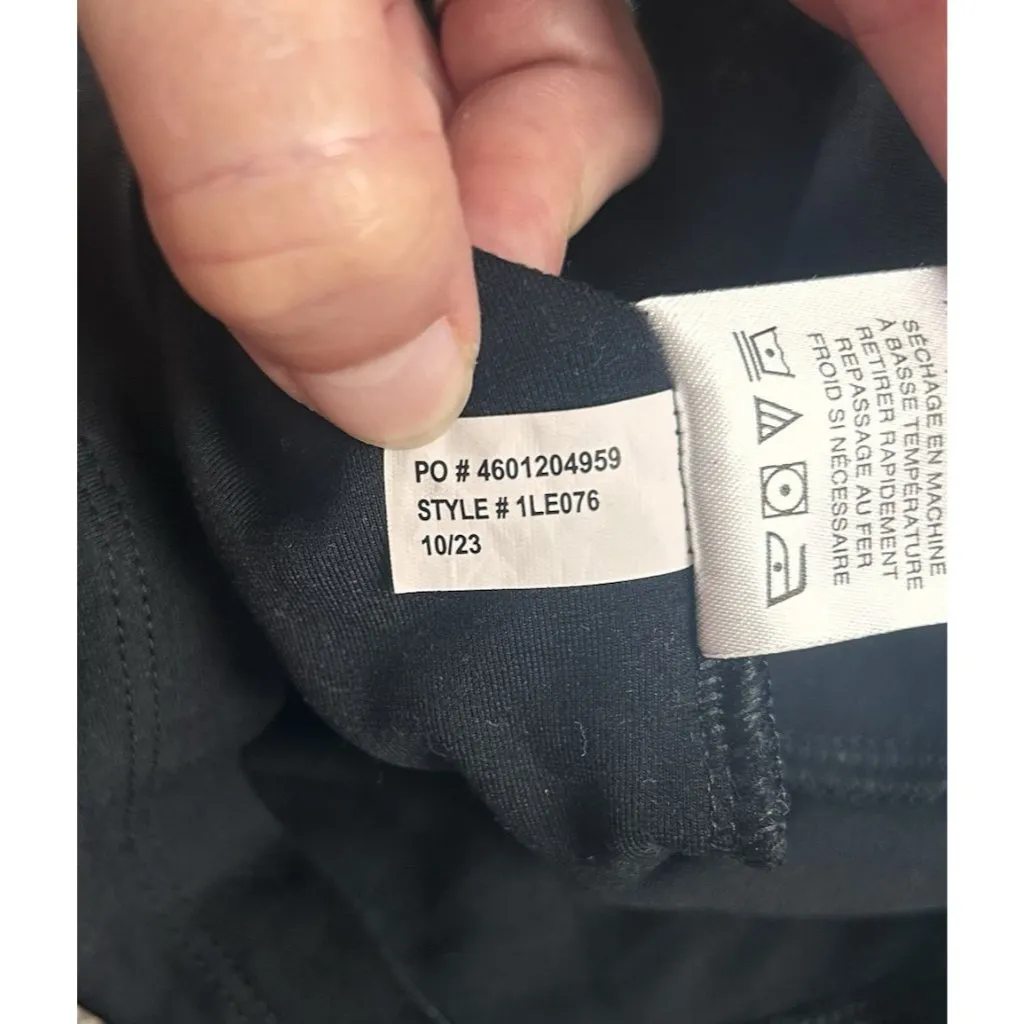 PO # 4601204959
STYLE # 1LE076
10/23
SÉCHAGE EN MACHINE
À BASSE TEMPÉRATURE
RETIRER RAPIDEMENT
REPASSAGE AU FER
FROID SI NÉCESSAIRE